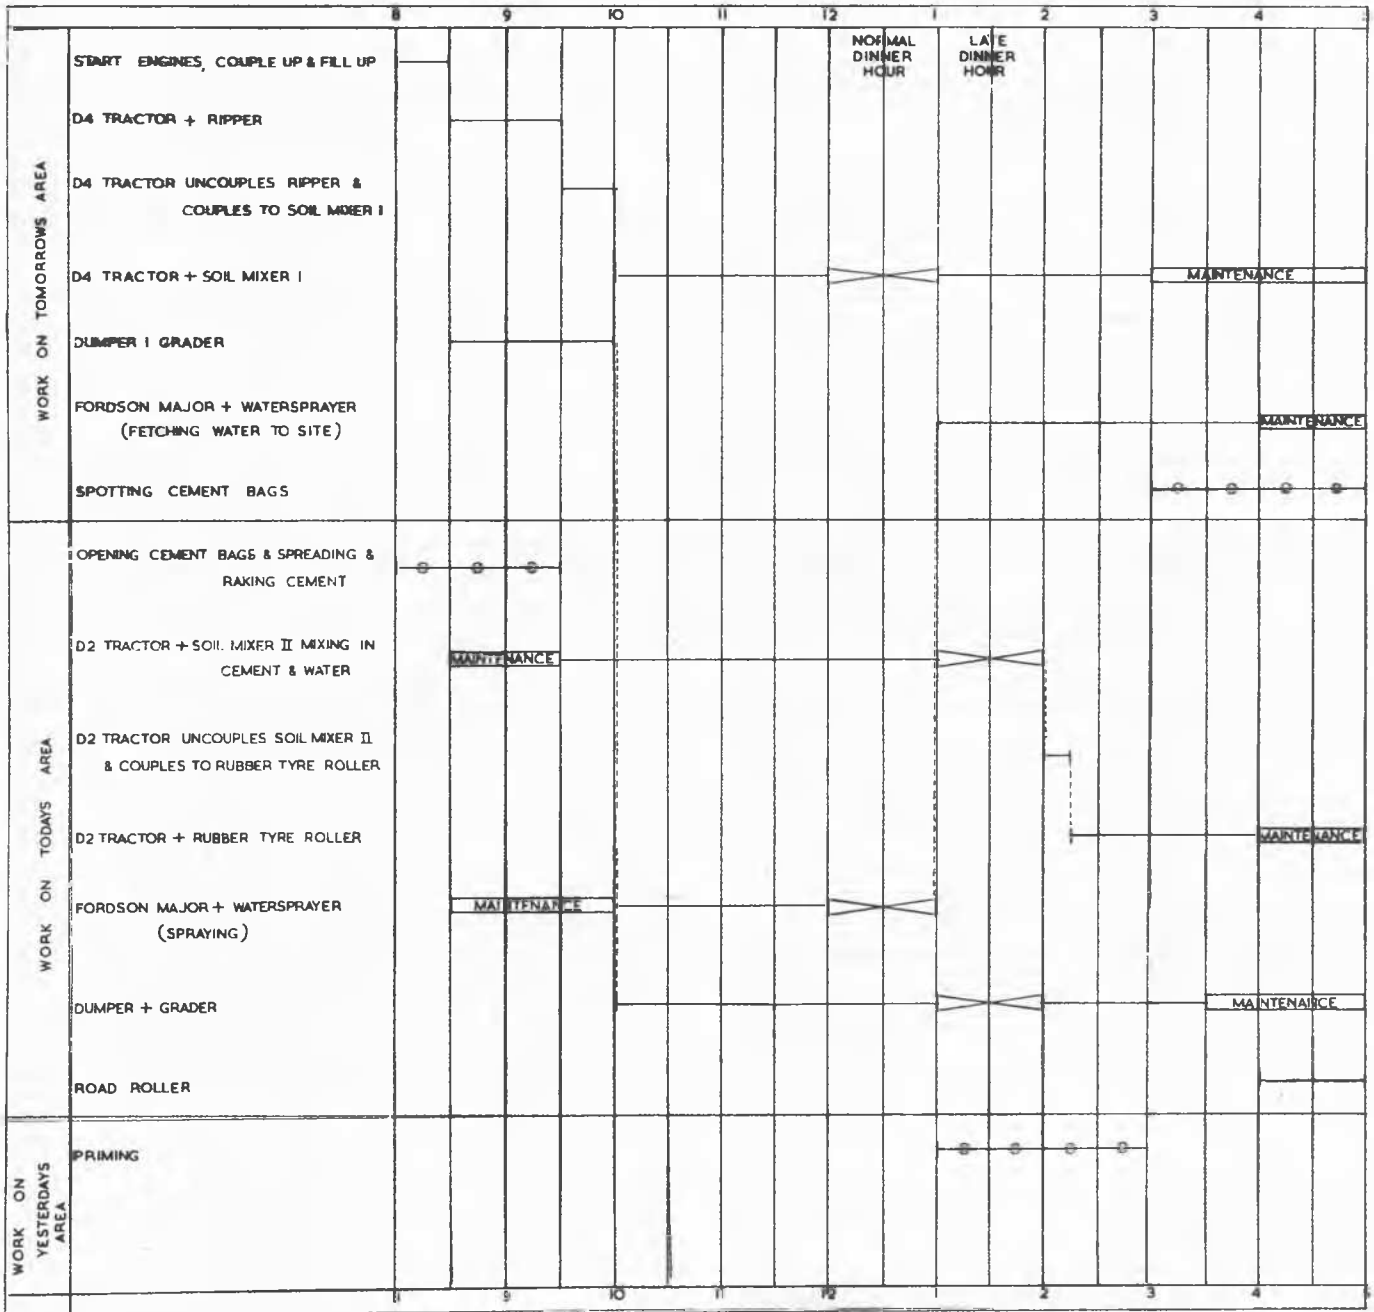 8 9 10 11 12 1 2 3 4 5
NORMAL
DINNER
HOUR
LATE
DINNER
HOUR
WORK ON TOMORROWS AREA
START ENGINES, COUPLE UP & FILL UP
D4 TRACTOR + RIPPER
D4 TRACTOR UNCOUPLES RIPPER &
COUPLES TO SOIL MIXER I
D4 TRACTOR + SOIL MIXER I
MAINTENANCE
DUMPER I GRADER
FORDSON MAJOR + WATERSPRAYER
(FETCHING WATER TO SITE)
MAINTENANCE
SPOTTING CEMENT BAGS
WORK ON TODAYS AREA
OPENING CEMENT BAGS & SPREADING &
RAKING CEMENT
D2 TRACTOR + SOIL MIXER II MIXING IN
CEMENT & WATER
MAINTENANCE
D2 TRACTOR UNCOUPLES SOIL MIXER II
& COUPLES TO RUBBER TYRE ROLLER
D2 TRACTOR + RUBBER TYRE ROLLER
MAINTENANCE
FORDSON MAJOR + WATERSPRAYER
(SPRAYING)
MAINTENANCE
DUMPER + GRADER
MAINTENANCE
ROAD ROLLER
WORK ON
YESTERDAYS
AREA
PRIMING
8 9 10 11 12 1 2 3 4 5